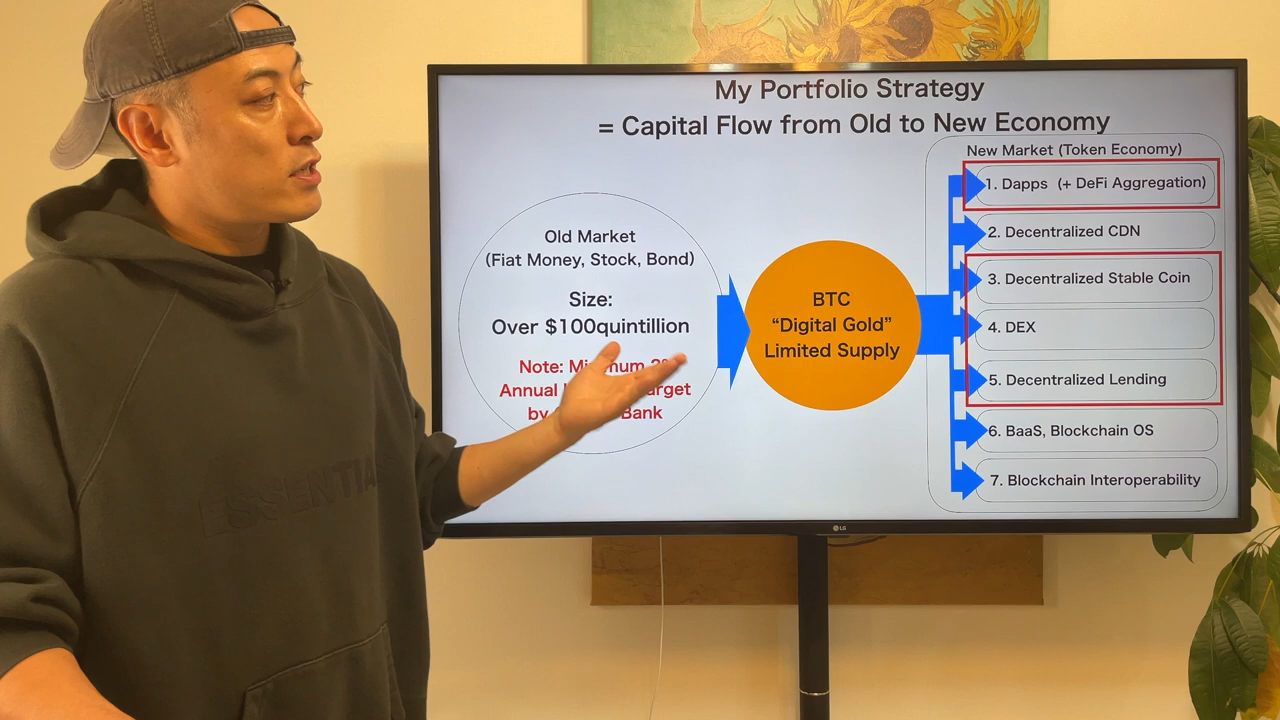 My Portfolio Strategy
= Capital Flow from Old to New Economy
Old Market
(Fiat Money, Stock, Bond)
Size:
Over $100quintillion
Note:
Annual
by Bank
BTC
“Digital Gold”
Limited Supply
New Market (Token Economy)
1. Dapps (+ DeFi Aggregation)
2. Decentralized CDN
3. Decentralized Stable Coin
4. DEX
5. Decentralized Lending
6. BaaS, Blockchain OS
7. Blockchain Interoperability
LG